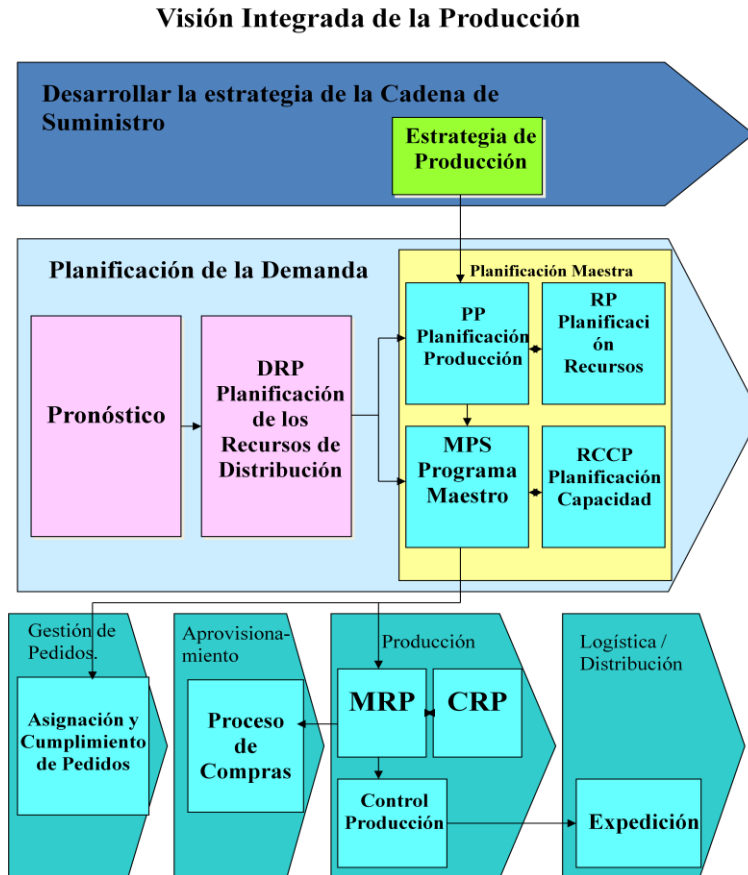 Visión Integrada de la Producción
Desarrollar la estrategia de la Cadena de
Suministro
Estrategia de
Producción
Planificación de la Demanda
Planificación Maestra
Pronóstico
DRP
Planificación
de los
Recursos de
Distribución
PP
Planificación
Producción
RP
Planificaci
ón
Recursos
MPS
Programa
Maestro
RCCP
Planificación
Capacidad
Gestión de
Pedidos.
Asignación y
Cumplimiento
de Pedidos
Aprovisiona-
miento
Proceso
de
Compras
Producción
MRP
CRP
Control
Producción
Logística /
Distribución
Expedición